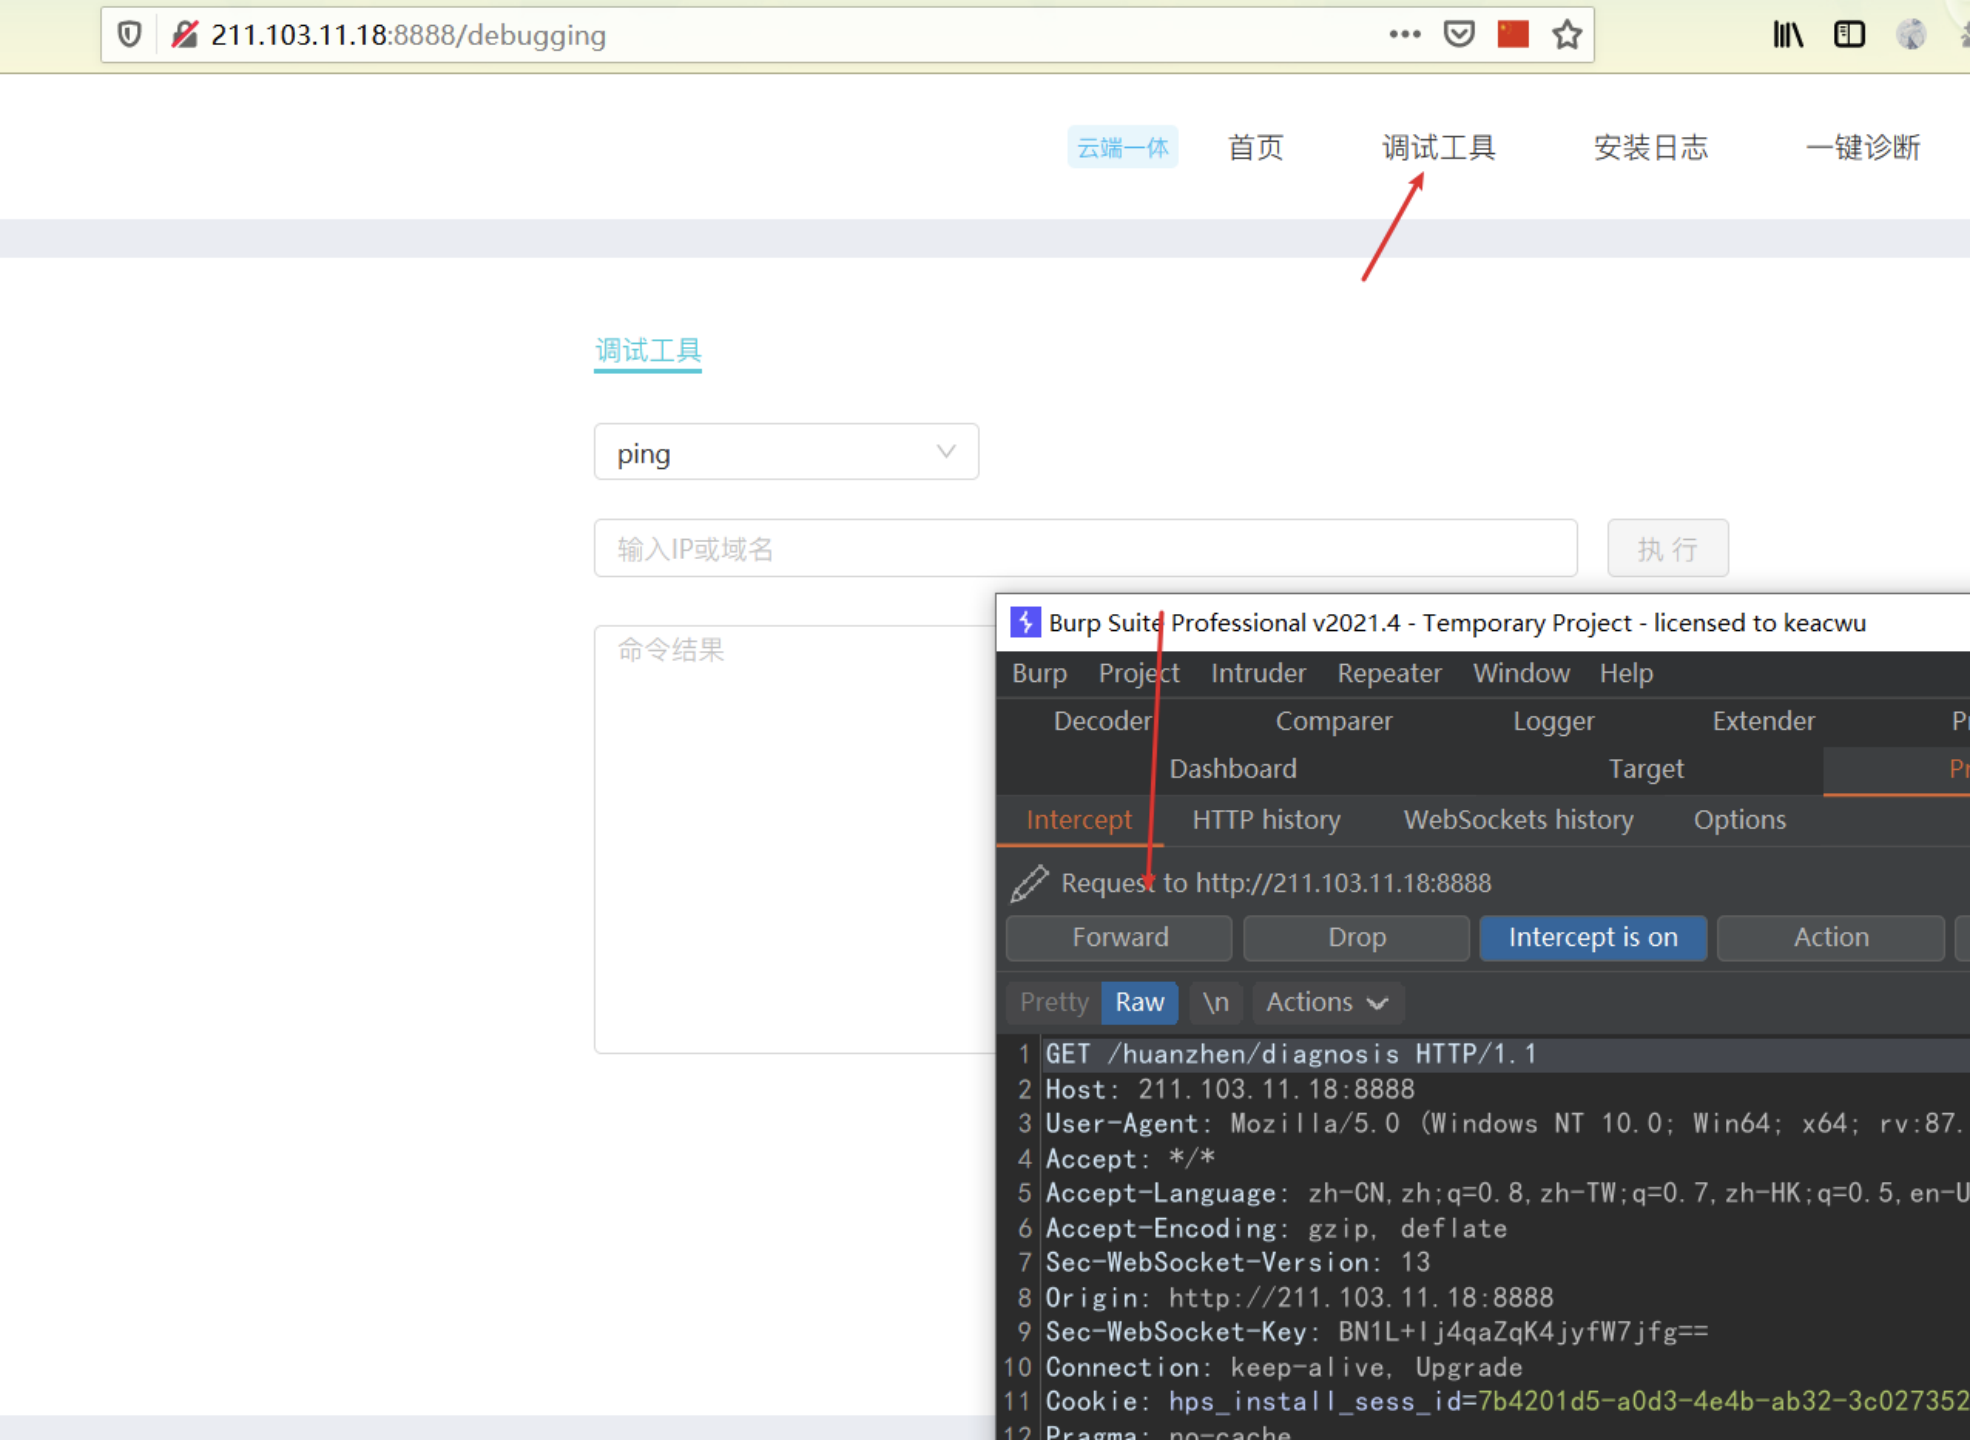 211.103.11.18:8888/debugging
云端一体 首页 调试工具 安装日志 一键诊断
调试工具
ping
输入IP或域名 执 行
命令结果
Burp Suite Professional v2021.4 - Temporary Project - licensed to keacwu
Burp Project Intruder Repeater Window Help
Decoder Comparer Logger Extender
Dashboard Target
Intercept HTTP history WebSockets history Options
Request to http://211.103.11.18:8888
Forward Drop Intercept is on Action
Pretty Raw \n Actions
1 GET /huanzhen/diagnosis HTTP/1.1
2 Host: 211.103.11.18:8888
3 User-Agent: Mozilla/5.0 (Windows NT 10.0; Win64; x64; rv:87.
4 Accept: */*
5 Accept-Language: zh-CN,zh;q=0.8,zh-TW;q=0.7,zh-HK;q=0.5,en-U
6 Accept-Encoding: gzip, deflate
7 Sec-WebSocket-Version: 13
8 Origin: http://211.103.11.18:8888
9 Sec-WebSocket-Key: BN1L+Ij4qaZqK4jyfW7jfg==
10 Connection: keep-alive, Upgrade
11 Cookie: hps_install_sess_id=7b4201d5-a0d3-4e4b-ab32-3c027352
12 Pragma: no-cache